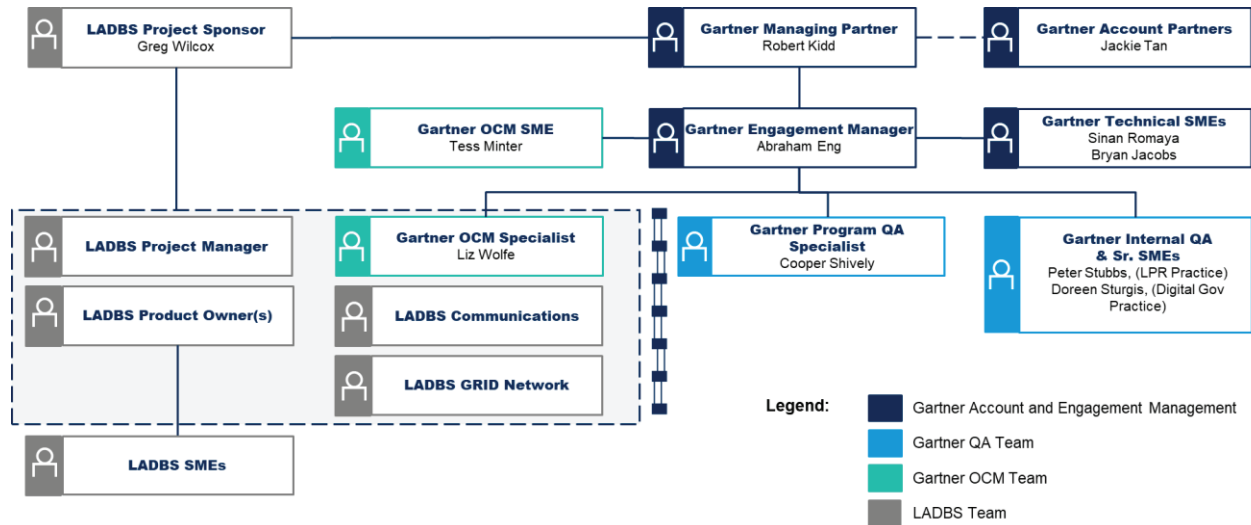 LADBS Project Sponsor
Greg Wilcox
Gartner Managing Partner
Robert Kidd
Gartner Account Partners
Jackie Tan
Gartner OCM SME
Tess Minter
Gartner Engagement Manager
Abraham Eng
Gartner Technical SMEs
Sinan Romaya
Bryan Jacobs
LADBS Project Manager
Gartner OCM Specialist
Liz Wolfe
Gartner Program QA
Specialist
Cooper Shively
Gartner Internal QA
& Sr. SMEs
Peter Stubbs, (LPR Practice)
Doreen Sturgis, (Digital Gov
Practice)
LADBS Product Owner(s)
LADBS Communications
LADBS GRID Network
LADBS SMEs
Legend:
Gartner Account and Engagement Management
Gartner QA Team
Gartner OCM Team
LADBS Team